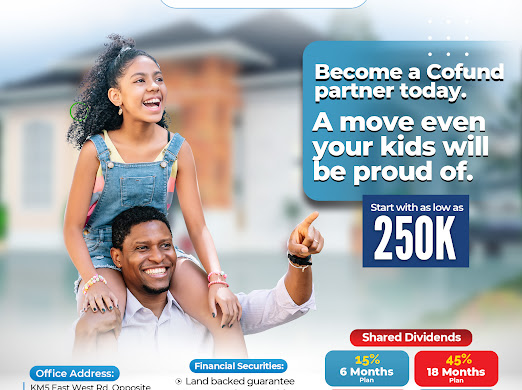 Become a Cofund
partner today.
A move even
your kids will
be proud of.
Start with as low as
250K
Shared Dividends
15%
6 Months
Plan
45%
18 Months
Plan
Financial Securities:
Land backed guarantee
Office Address:
KM5 East West Rd, Opposite